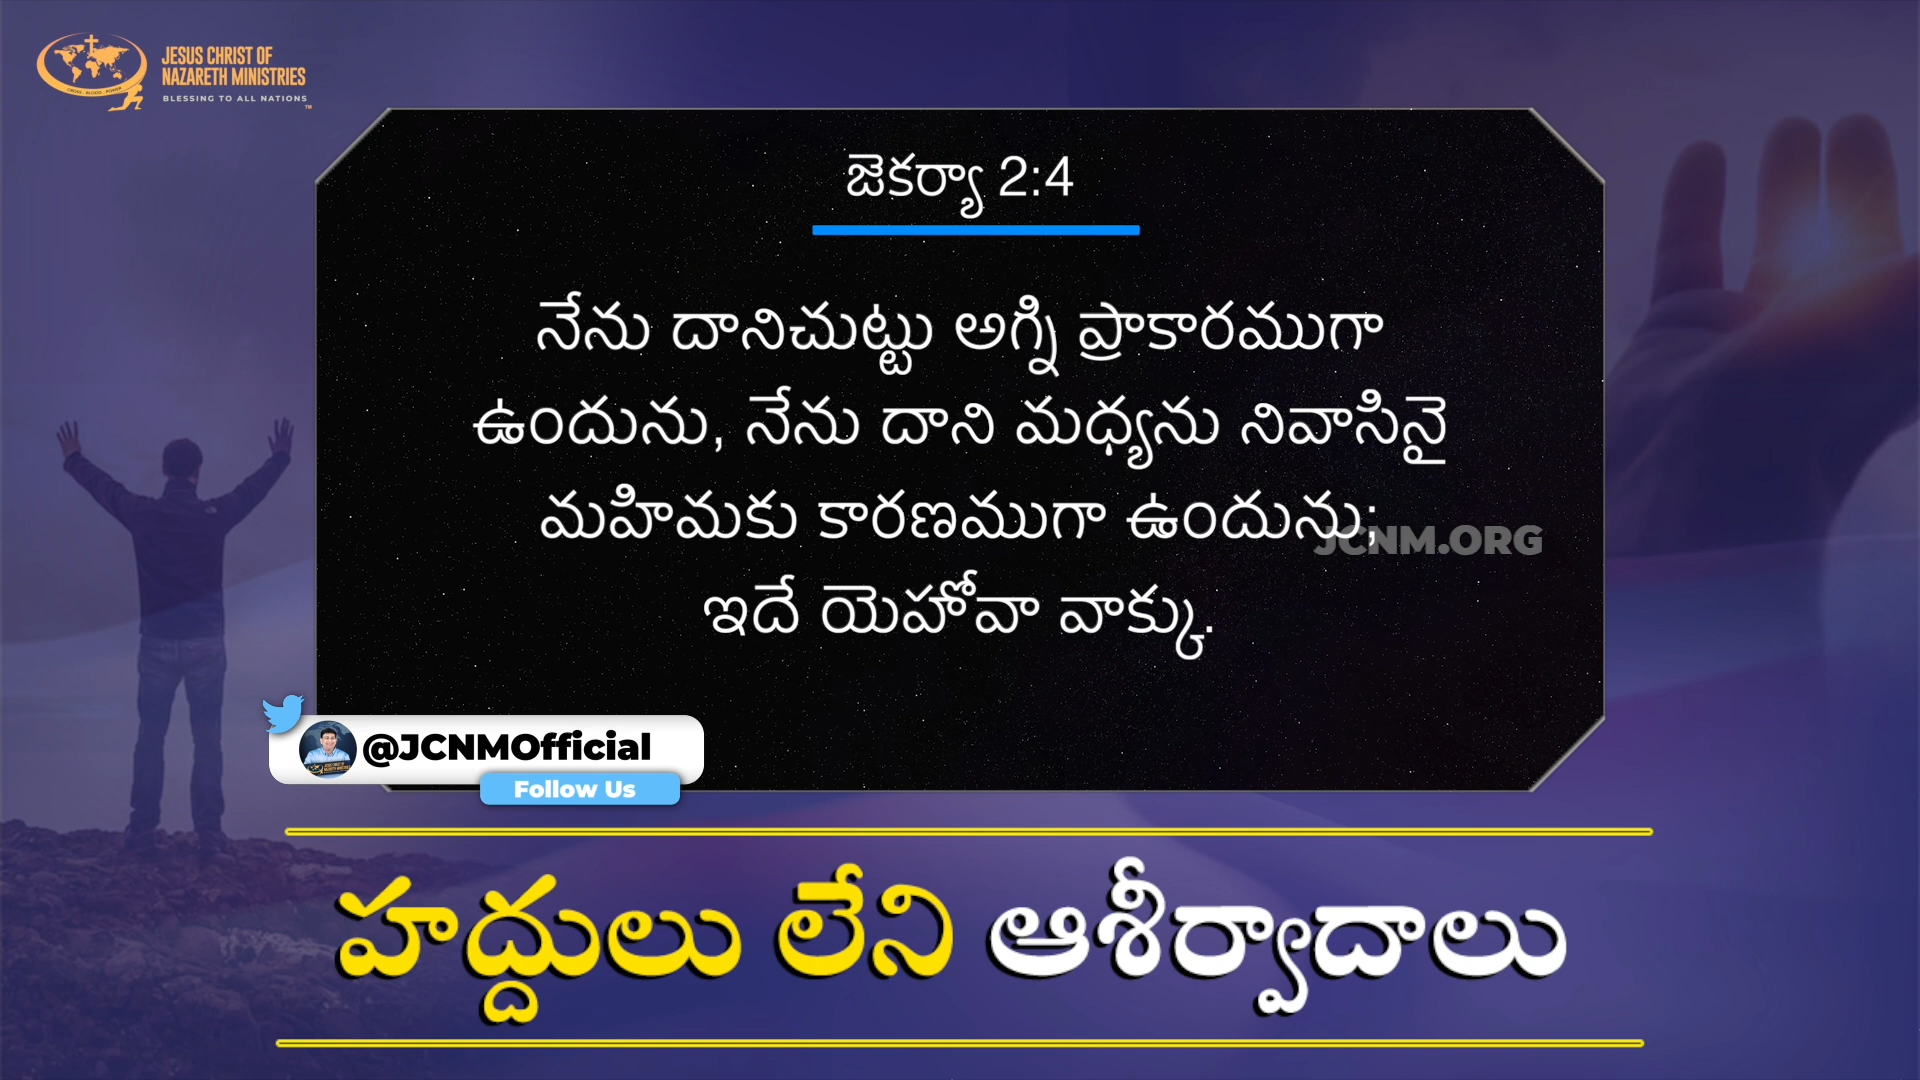 JESUS CHRIST OF
NAZARETH MINISTRIES
BLESSING TO ALL NATIONS
TM
జెకర్యా 2:4
నేను దానిచుట్టు అగ్ని ప్రాకారముగా
ఉందును, నేను దాని మధ్యను నివాసినై
మహిమకు కారణముగా ఉందును;
JCNM.ORG
ఇదే యెహోవా వాక్కు.
@JCNMOfficial
Follow Us
హద్దులు లేని ఆశీర్వాదాలు